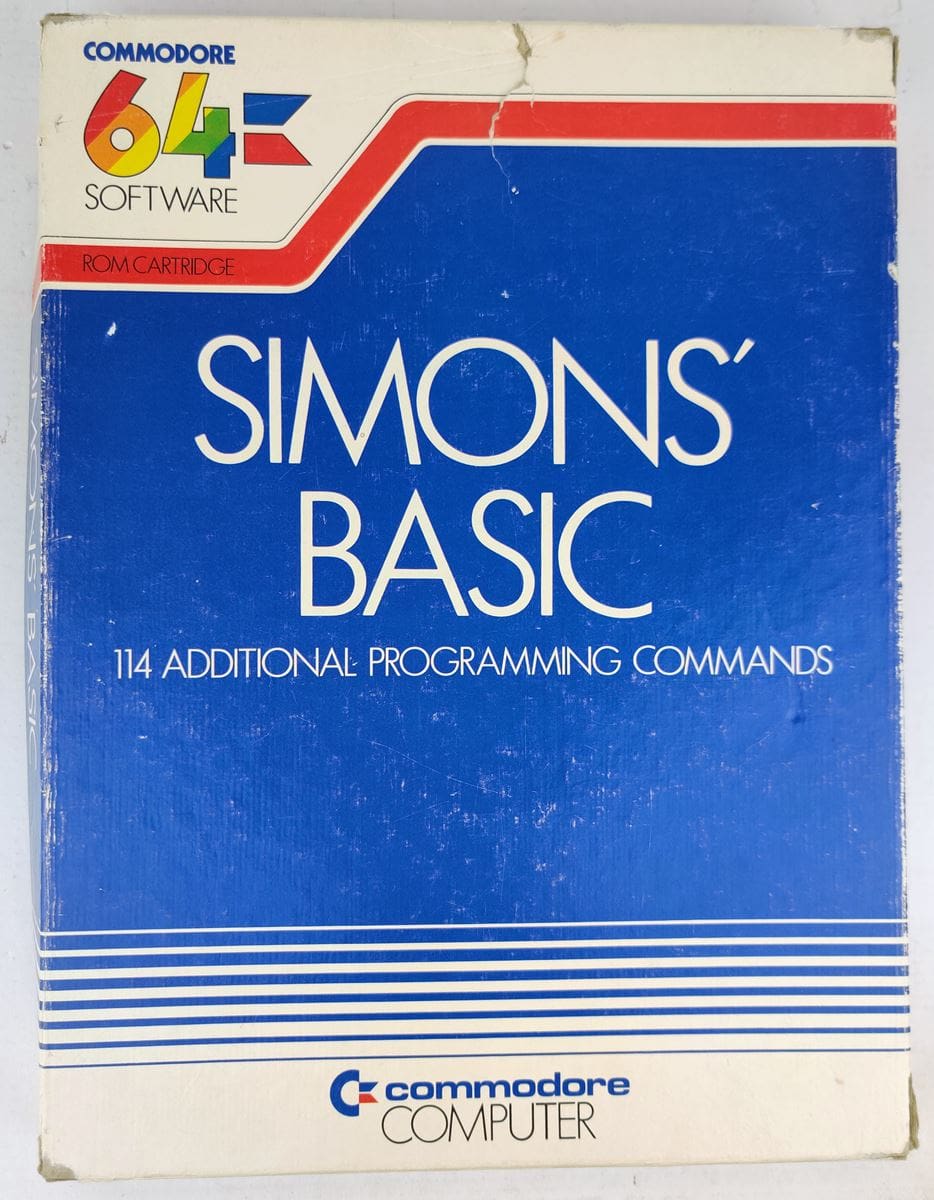 COMMODORE
64
SOFTWARE
ROM CARTRIDGE
SIMONS'
BASIC
114 ADDITIONAL PROGRAMMING COMMANDS
SIMONS' BASIC
commodore
COMPUTER